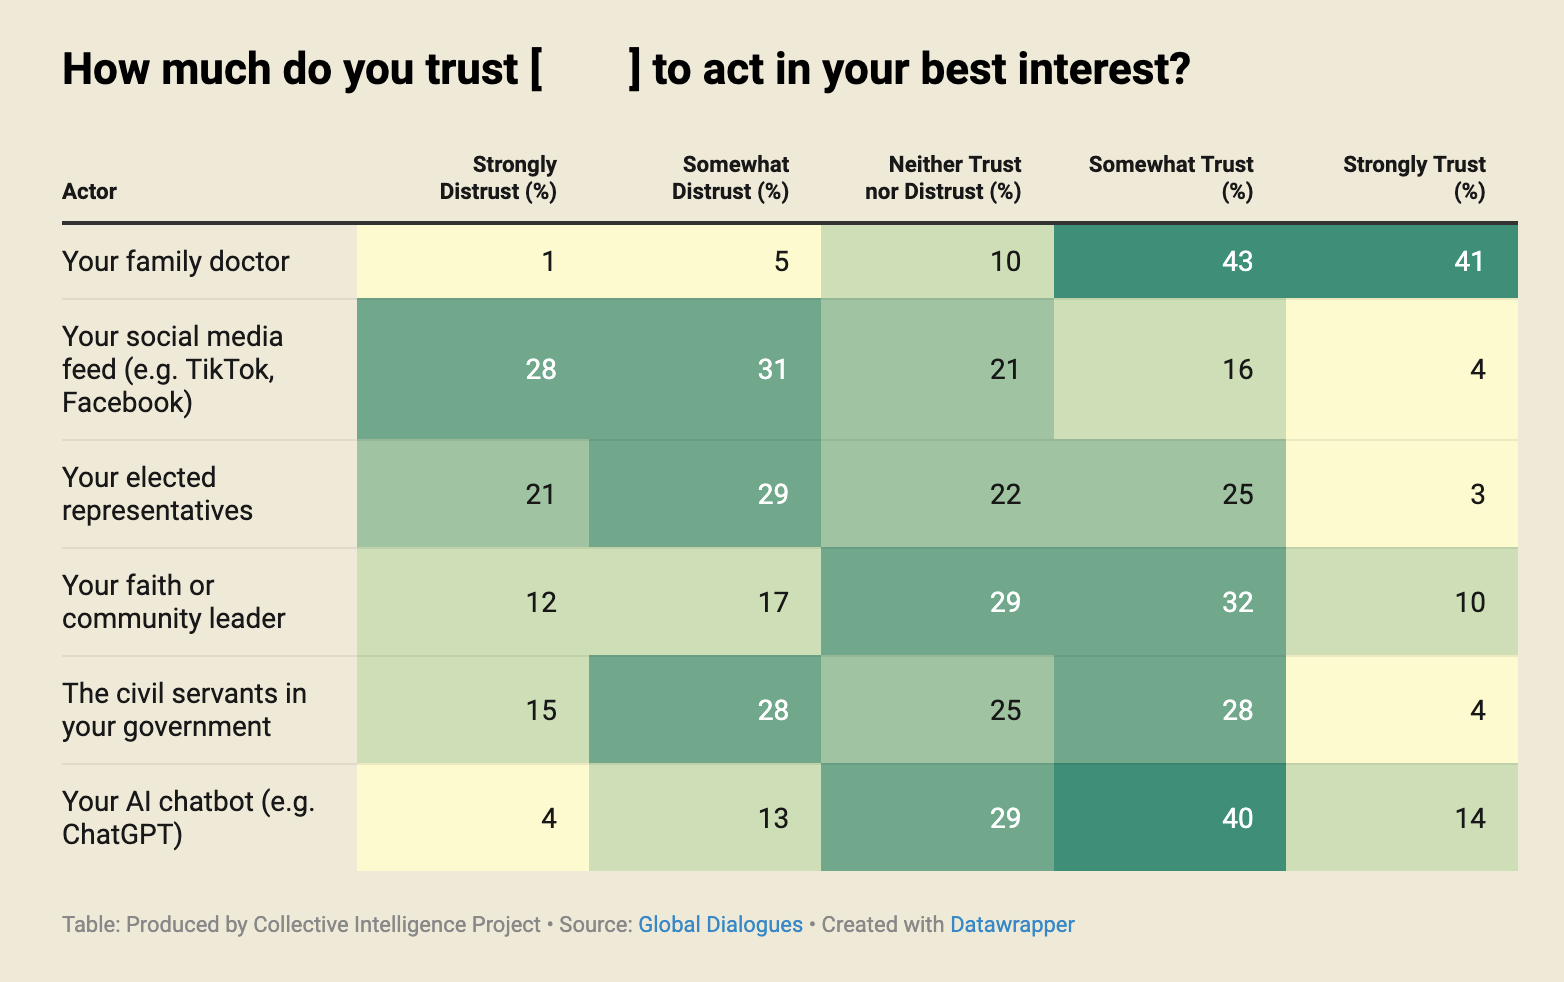 How much do you trust [ ] to act in your best interest?
Strongly Somewhat Neither Trust Somewhat Trust Strongly Trust
Actor Distrust (%) Distrust (%) nor Distrust (%) (%) (%)
Your family doctor 1 5 10 43 41
Your social media
feed (e.g. TikTok, 28 31 21 16 4
Facebook)
Your elected
representatives 21 29 22 25 3
Your faith or
community leader 12 17 29 32 10
The civil servants in
your government 15 28 25 28 4
Your AI chatbot (e.g.
ChatGPT) 4 13 29 40 14
Table: Produced by Collective Intelligence Project • Source: Global Dialogues • Created with Datawrapper